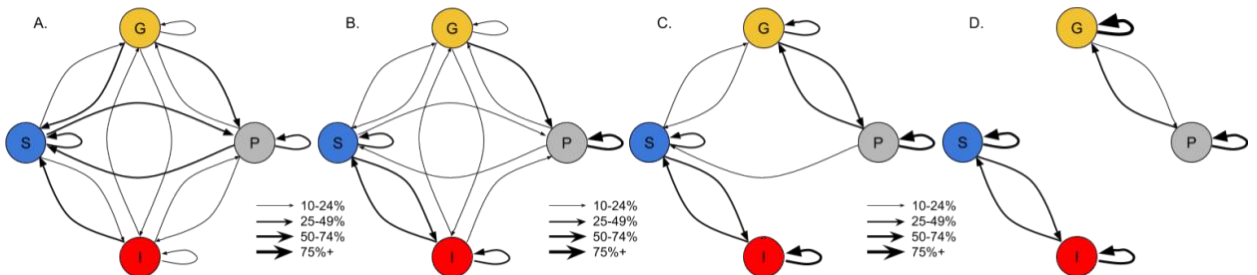 A.
G
S
P
I
10-24%
25-49%
50-74%
75%+
B.
G
S
P
I
10-24%
25-49%
50-74%
75%+
C.
G
S
P
I
10-24%
25-49%
50-74%
75%+
D.
G
S
P
I